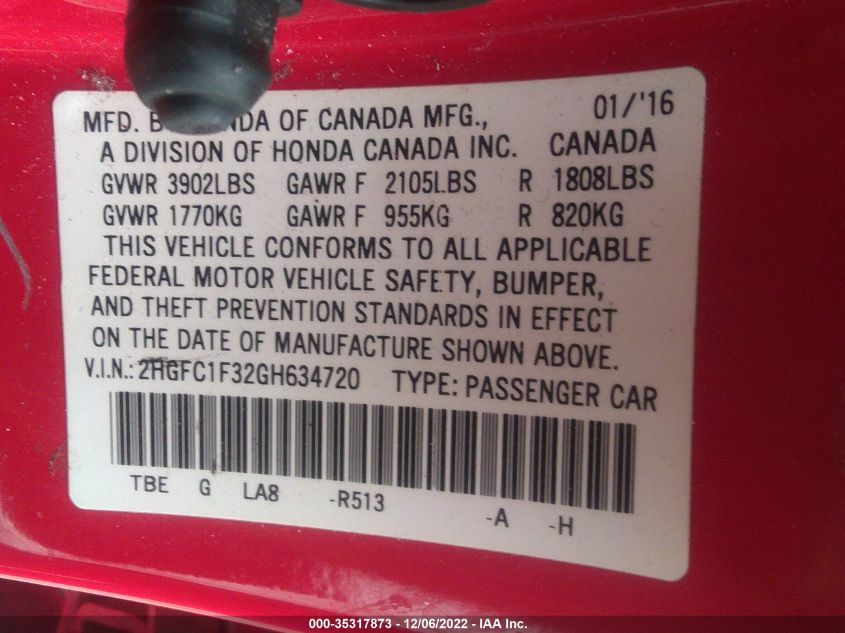 MFD. B NDA OF CANADA MFG., 01/'16
A DIVISION OF HONDA CANADA INC. CANADA
GVWR 3902LBS GAWR F 2105LBS R 1808LBS
GVWR 1770KG GAWR F 955KG R 820KG
THIS VEHICLE CONFORMS TO ALL APPLICABLE
FEDERAL MOTOR VEHICLE SAFETY, BUMPER,
AND THEFT PREVENTION STANDARDS IN EFFECT
ON THE DATE OF MANUFACTURE SHOWN ABOVE.
V.I.N.: 2HGFC1F32GH634720 TYPE: PASSENGER CAR
TBE G LA8 -R513 -A -H
000-35317873 - 12/06/2022 - IAA Inc.